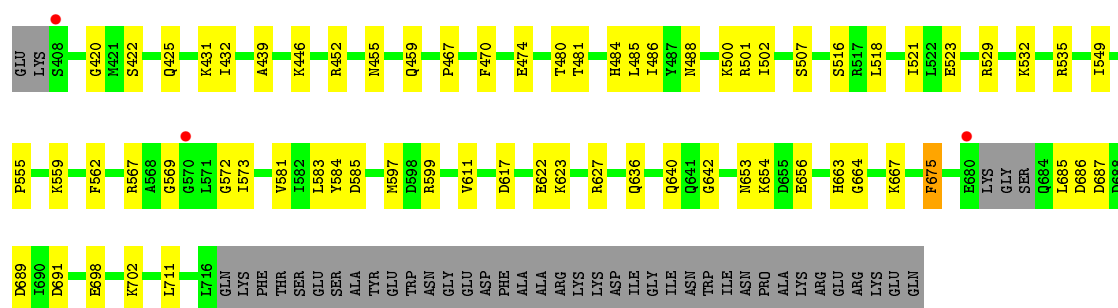 GLU LYS S408 G420 M421 S422 Q425 K431 I432 A439 K446 R452 N455 Q459 P467 F470 E474 T480 T481 H484 L485 I486 Y487 N488 K500 R501 I502 S507 S516 R517 L518 I521 L522 E523 R529 K532 R535 I549
P555 K559 F562 R567 A568 G569 G570 L571 G572 I573 V581 I582 L583 Y584 D585 M597 D598 R599 V611 D617 E622 K623 R627 Q636 Q640 Q641 G642 N653 K654 D655 E656 H663 G664 K667 F675 E680 LYS GLY SER Q684 L685 D686 D687 D688
D689 I690 D691 E698 K702 L711 L716 GLN LYS PHE THR SER GLU SER ALA TYR GLU TRP ASN GLY GLU ASP PHE ALA ALA ARG LYS LYS ASP ILE GLY ILE ASN TRP ILE ASN PRO ALA LYS ARG GLU ARG LYS GLU GLN